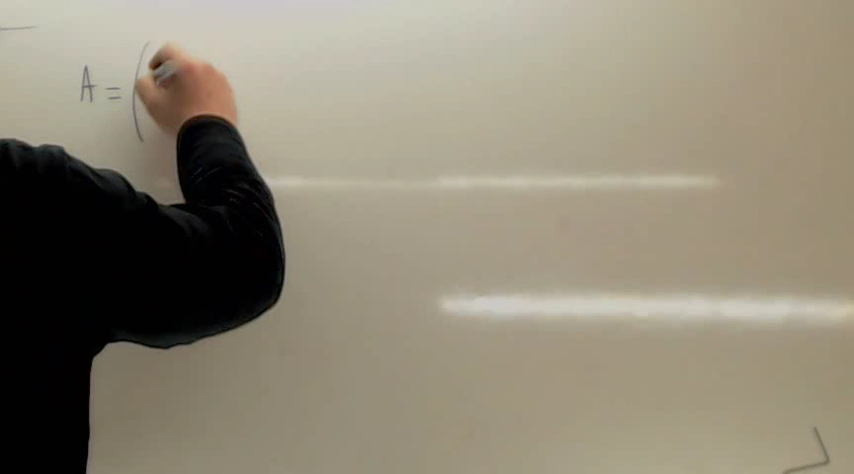 A = (